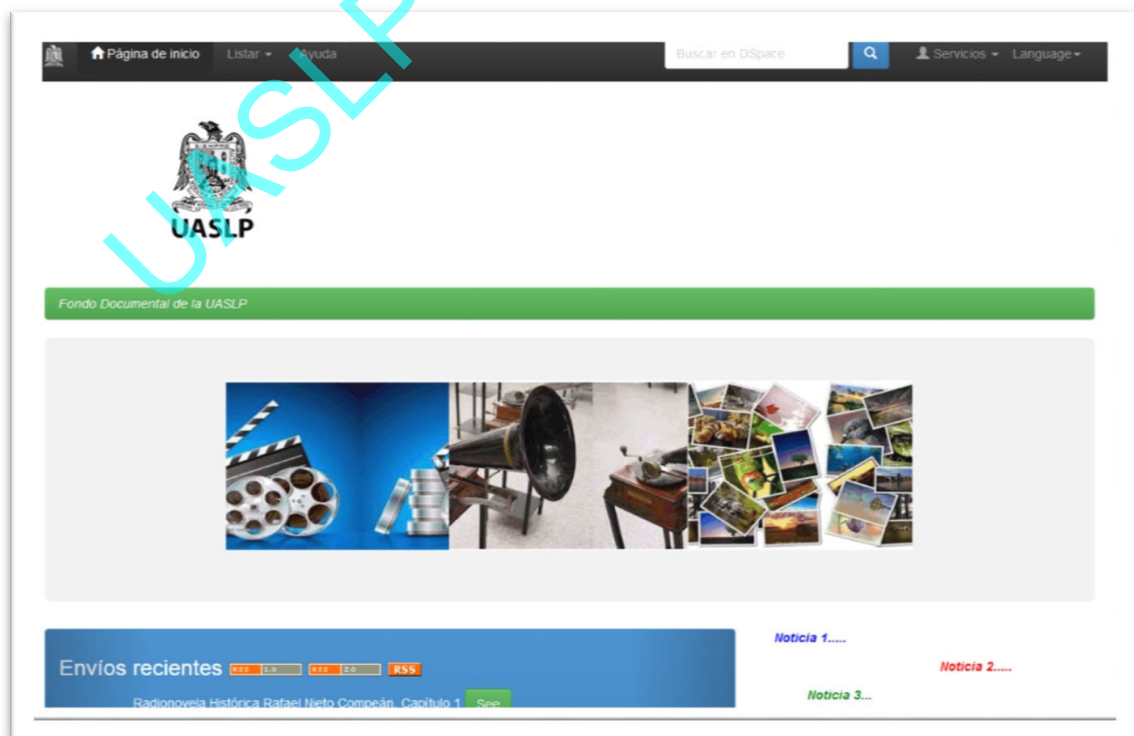 Página de inicio Listar Ayuda Buscar en DSpace Servicios Language
SIEMPRE
UASLP
UASLP
Fondo Documental de la UASLP
Envíos recientes RSS 1.0 RSS 2.0 RSS
Radionovela Histórica Rafael Nieto Compeán. Capítulo 1 See
Noticia 1.....
Noticia 2.....
Noticia 3...